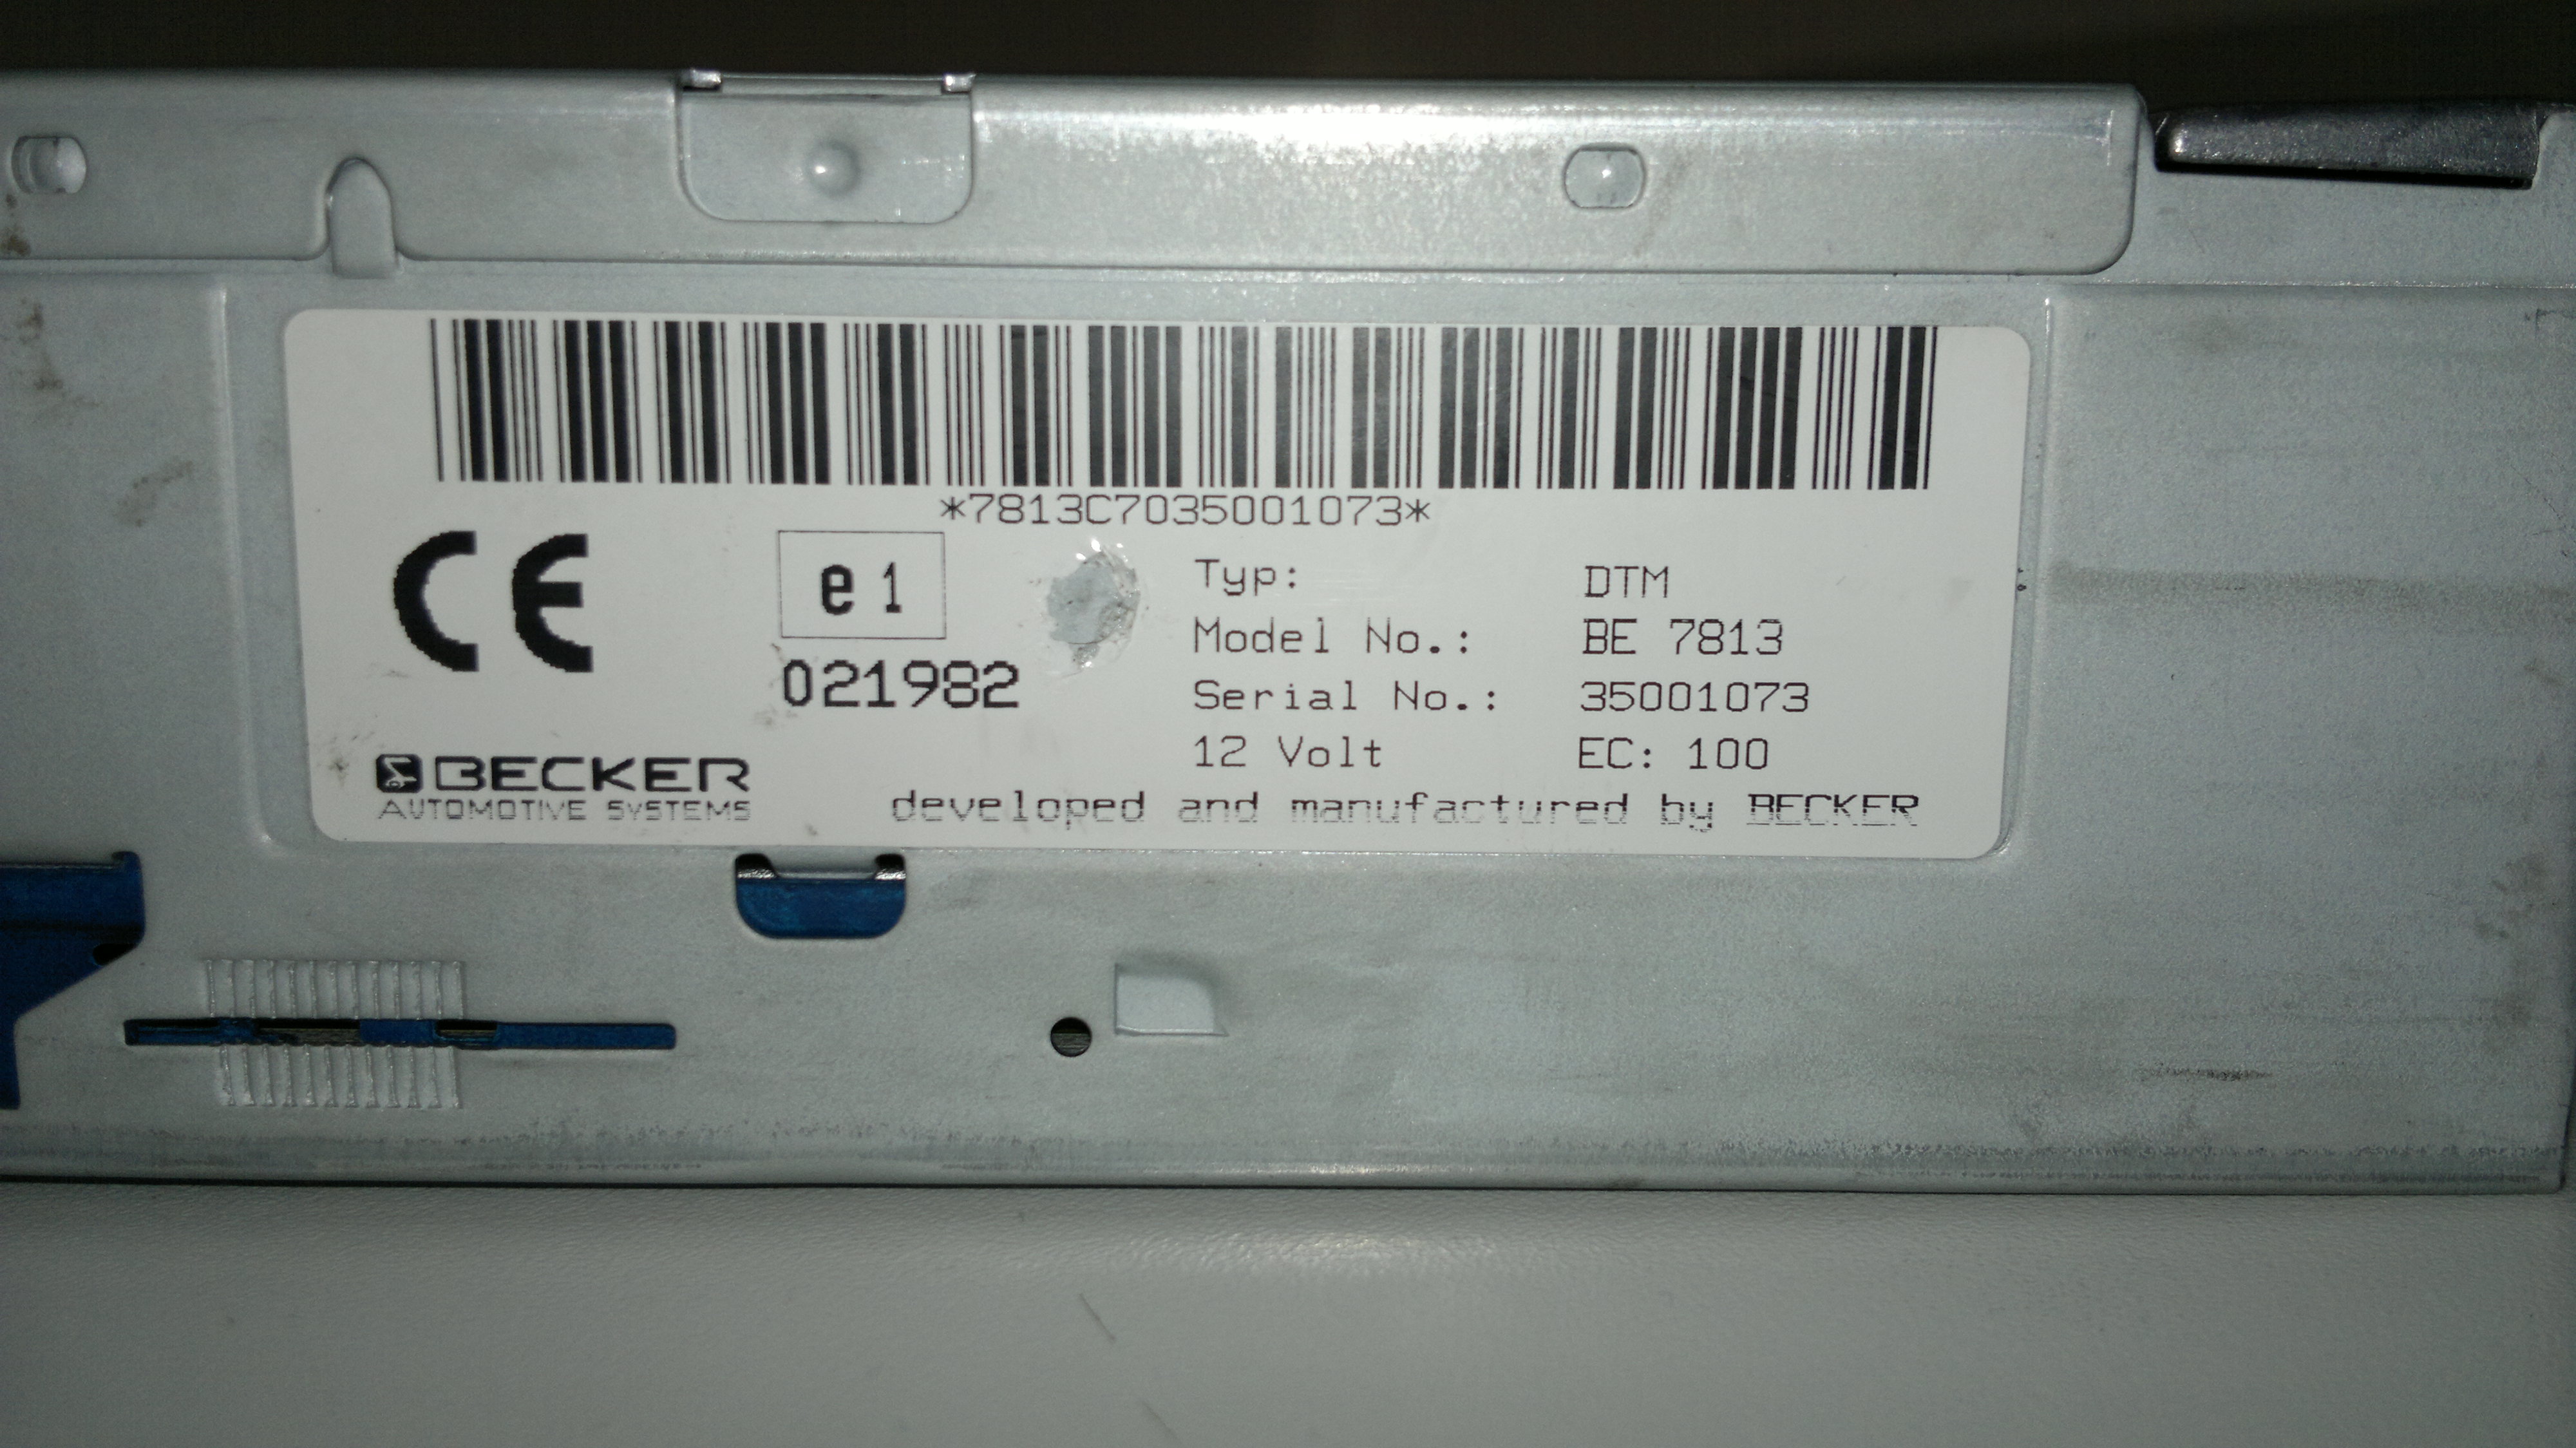 *7813C7035001073*
CE
e1
021982
Typ: DTM
Model No.: BE 7813
Serial No.: 35001073
12 Volt EC: 100
BECKER
AUTOMOTIVE SYSTEMS
developed and manufactured by BECKER